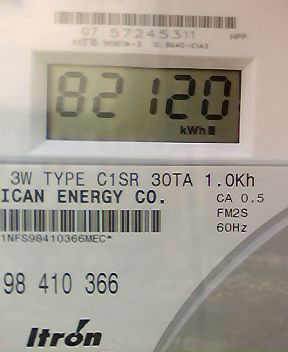 07 57245311 HPP
82120
kWh
3W TYPE C1SR 30TA 1.0Kh
ICAN ENERGY CO. CA 0.5
FM2S
60Hz
1NFS98410366MEC*
98 410 366
Itron